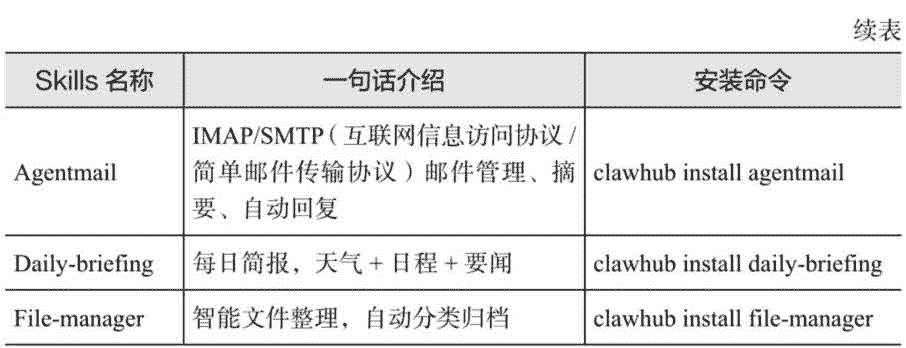 续表
Skills 名称 一句话介绍 安装命令
IMAP/SMTP（互联网信息访问协议/
Agentmail 简单邮件传输协议）邮件管理、摘 clawhub install agentmail
要、自动回复
Daily-briefing 每日简报，天气+日程+要闻 clawhub install daily-briefing
File-manager 智能文件整理，自动分类归档 clawhub install file-manager